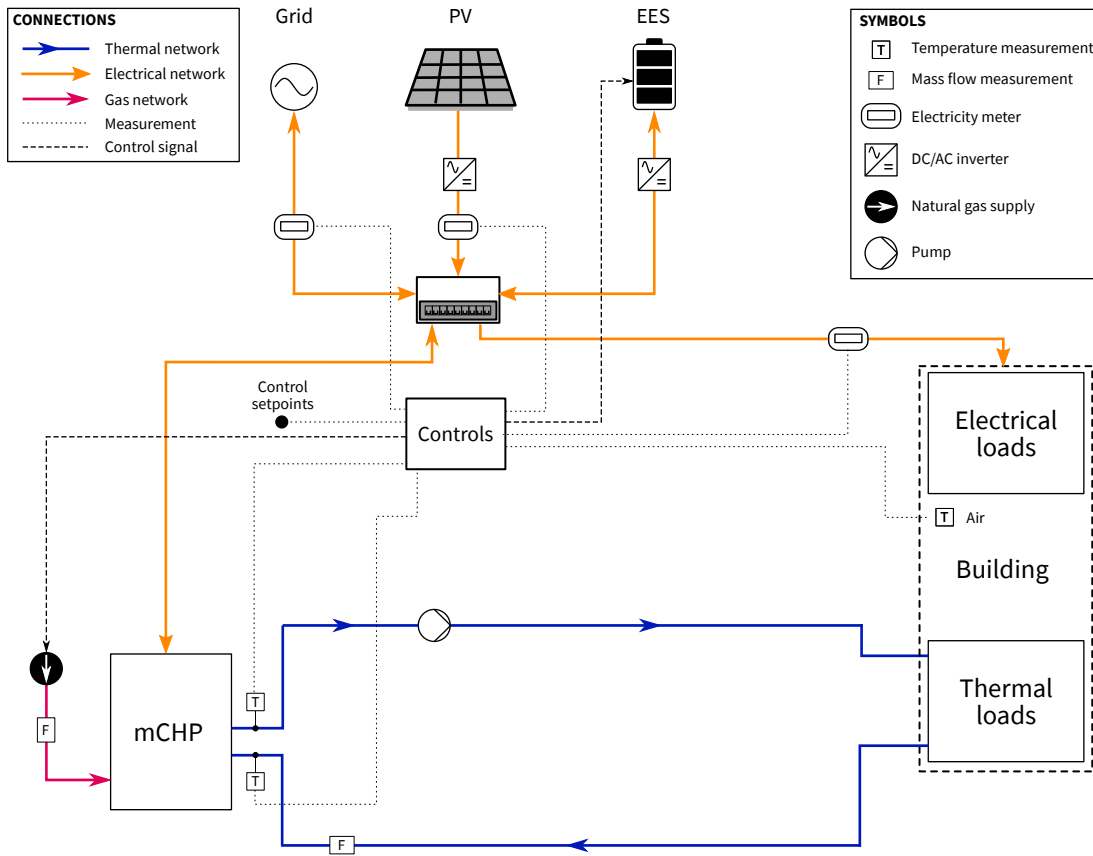 CONNECTIONS
Thermal network
Electrical network
Gas network
Measurement
Control signal
Grid
PV
EES
SYMBOLS
T Temperature measurement
F Mass flow measurement
Electricity meter
DC/AC inverter
Natural gas supply
Pump
Control
setpoints
Controls
Electrical
loads
T Air
Building
Thermal
loads
mCHP
T
T
F
F